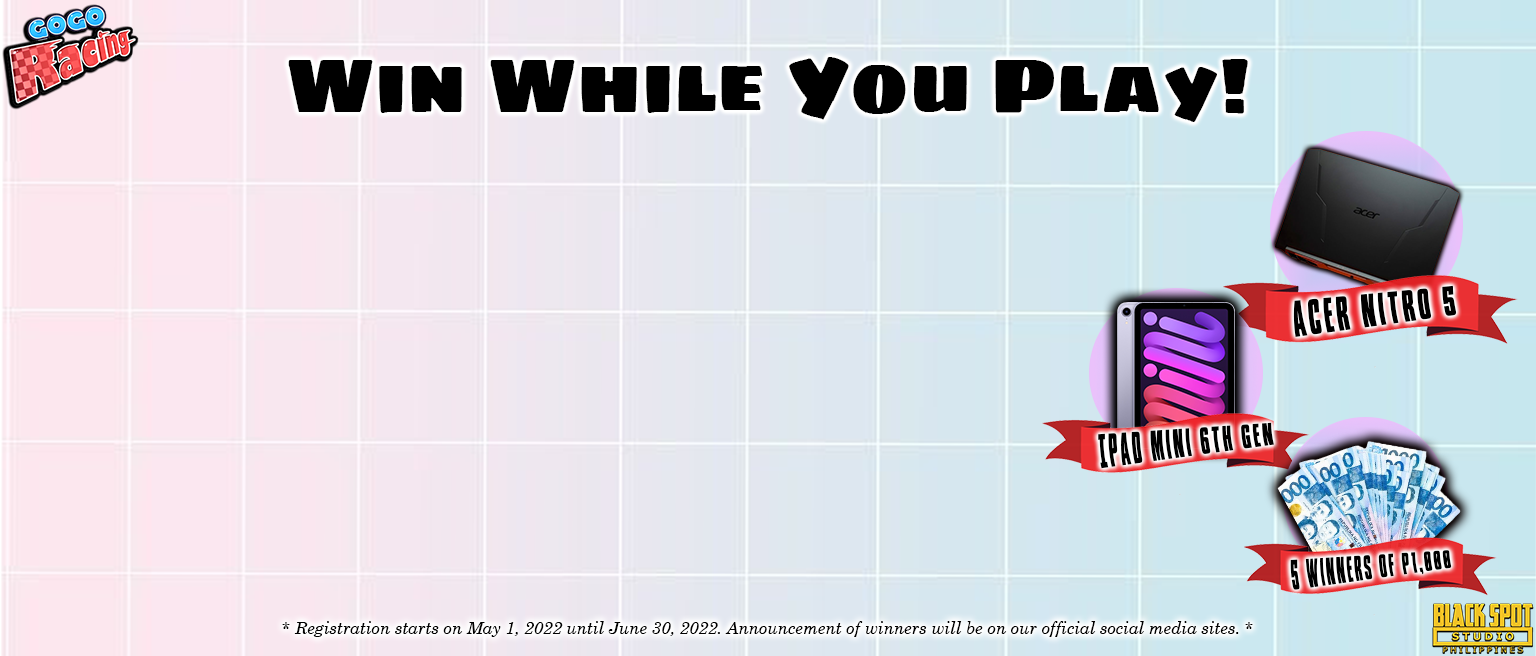 GOGO
Racing
Win While You Play!
acer
ACER NITRO 5
IPAD MINI 6TH GEN
5 WINNERS OF P1,000
* Registration starts on May 1, 2022 until June 30, 2022. Announcement of winners will be on our official social media sites. *
BLACK SPOT
STUDIO
PHILIPPINES